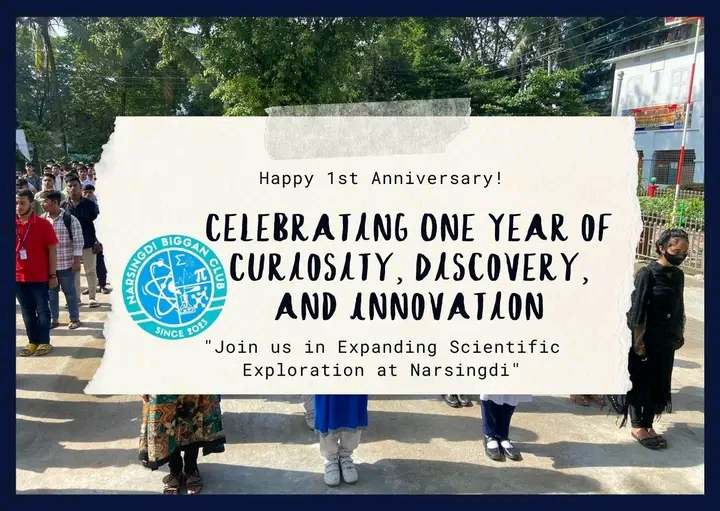 Happy 1st Anniversary!
CELEBRATING ONE YEAR OF
CURIOSITY, DISCOVERY,
AND INNOVATION
NARSINGDI BIGGAN CLUB
SINCE 2023
"Join us in Expanding Scientific
Exploration at Narsingdi"